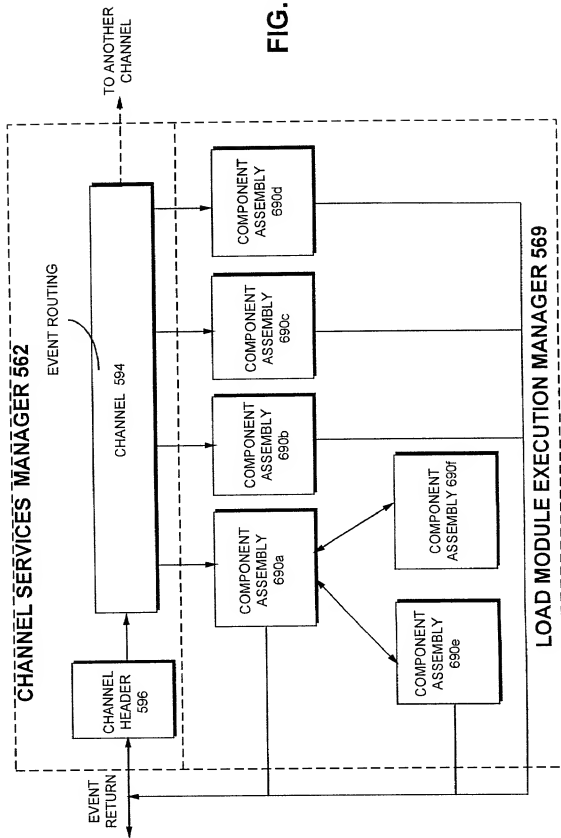 FIG.
TO ANOTHER
CHANNEL
CHANNEL SERVICES MANAGER 562
EVENT ROUTING
CHANNEL 594
CHANNEL
HEADER
596
EVENT
RETURN
COMPONENT
ASSEMBLY
690a
COMPONENT
ASSEMBLY
690b
COMPONENT
ASSEMBLY
690c
COMPONENT
ASSEMBLY
690d
COMPONENT
ASSEMBLY
690e
COMPONENT
ASSEMBLY 690f
LOAD MODULE EXECUTION MANAGER 569